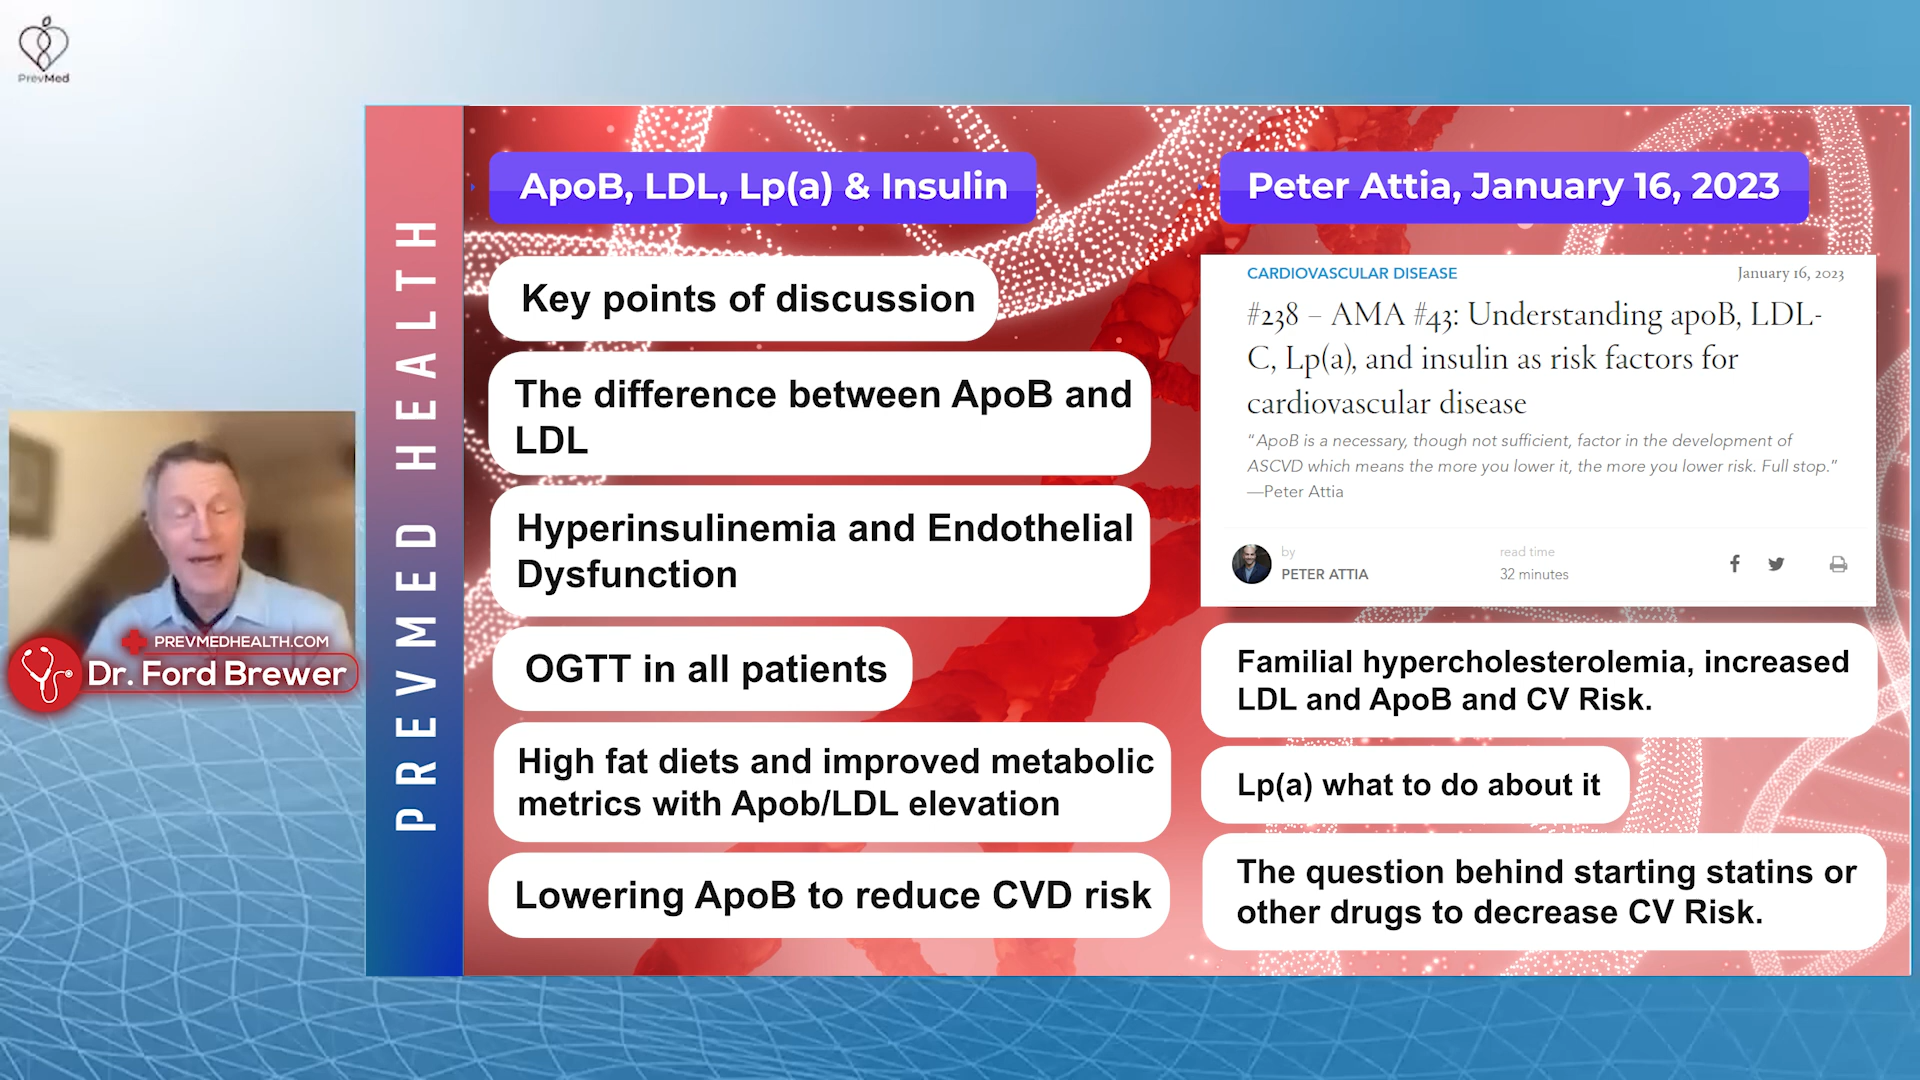 PrevMed
PREVMED HEALTH
ApoB, LDL, Lp(a) & Insulin
Key points of discussion
The difference between ApoB and
LDL
Hyperinsulinemia and Endothelial
Dysfunction
OGTT in all patients
High fat diets and improved metabolic
metrics with Apob/LDL elevation
Lowering ApoB to reduce CVD risk
Peter Attia, January 16, 2023
CARDIOVASCULAR DISEASE
January 16, 2023
#238 – AMA #43: Understanding apoB, LDL-
C, Lp(a), and insulin as risk factors for
cardiovascular disease
“ApoB is a necessary, though not sufficient, factor in the development of
ASCVD which means the more you lower it, the more you lower risk. Full stop.”
—Peter Attia
by
PETER ATTIA
read time
32 minutes
Familial hypercholesterolemia, increased
LDL and ApoB and CV Risk.
Lp(a) what to do about it
The question behind starting statins or
other drugs to decrease CV Risk.
PREVMEDHEALTH.COM
Dr. Ford Brewer